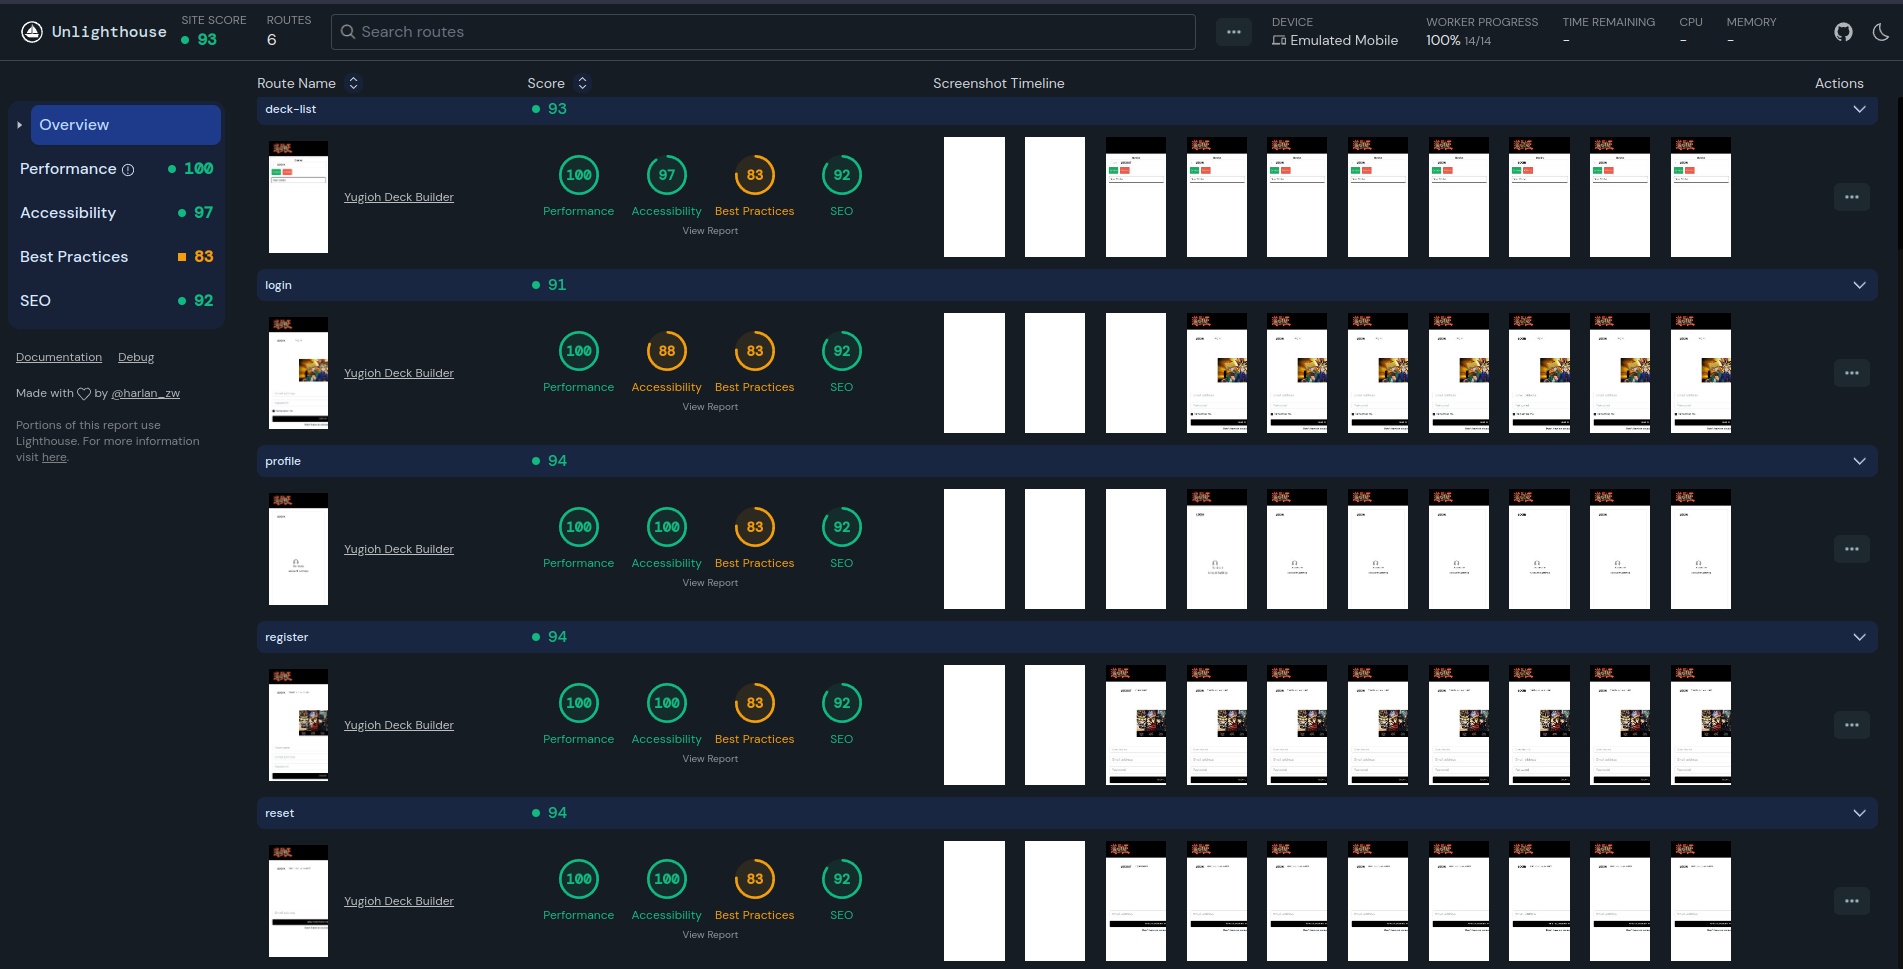 Unlighthouse
SITE SCORE
93
ROUTES
6
Search routes
DEVICE
Emulated Mobile
WORKER PROGRESS
100% 14/14
TIME REMAINING
-
CPU
-
MEMORY
-
Route Name
Score
Screenshot Timeline
Actions
Overview
Performance 100
Accessibility 97
Best Practices 83
SEO 92
Documentation Debug
Made with by @harlan_zw
Portions of this report use
Lighthouse. For more information
visit here.
deck-list 93
Yugioh Deck Builder
100 97 83 92
Performance Accessibility Best Practices SEO
View Report
login 91
Yugioh Deck Builder
100 88 83 92
Performance Accessibility Best Practices SEO
View Report
profile 94
Yugioh Deck Builder
100 100 83 92
Performance Accessibility Best Practices SEO
View Report
register 94
Yugioh Deck Builder
100 100 83 92
Performance Accessibility Best Practices SEO
View Report
reset 94
Yugioh Deck Builder
100 100 83 92
Performance Accessibility Best Practices SEO
View Report